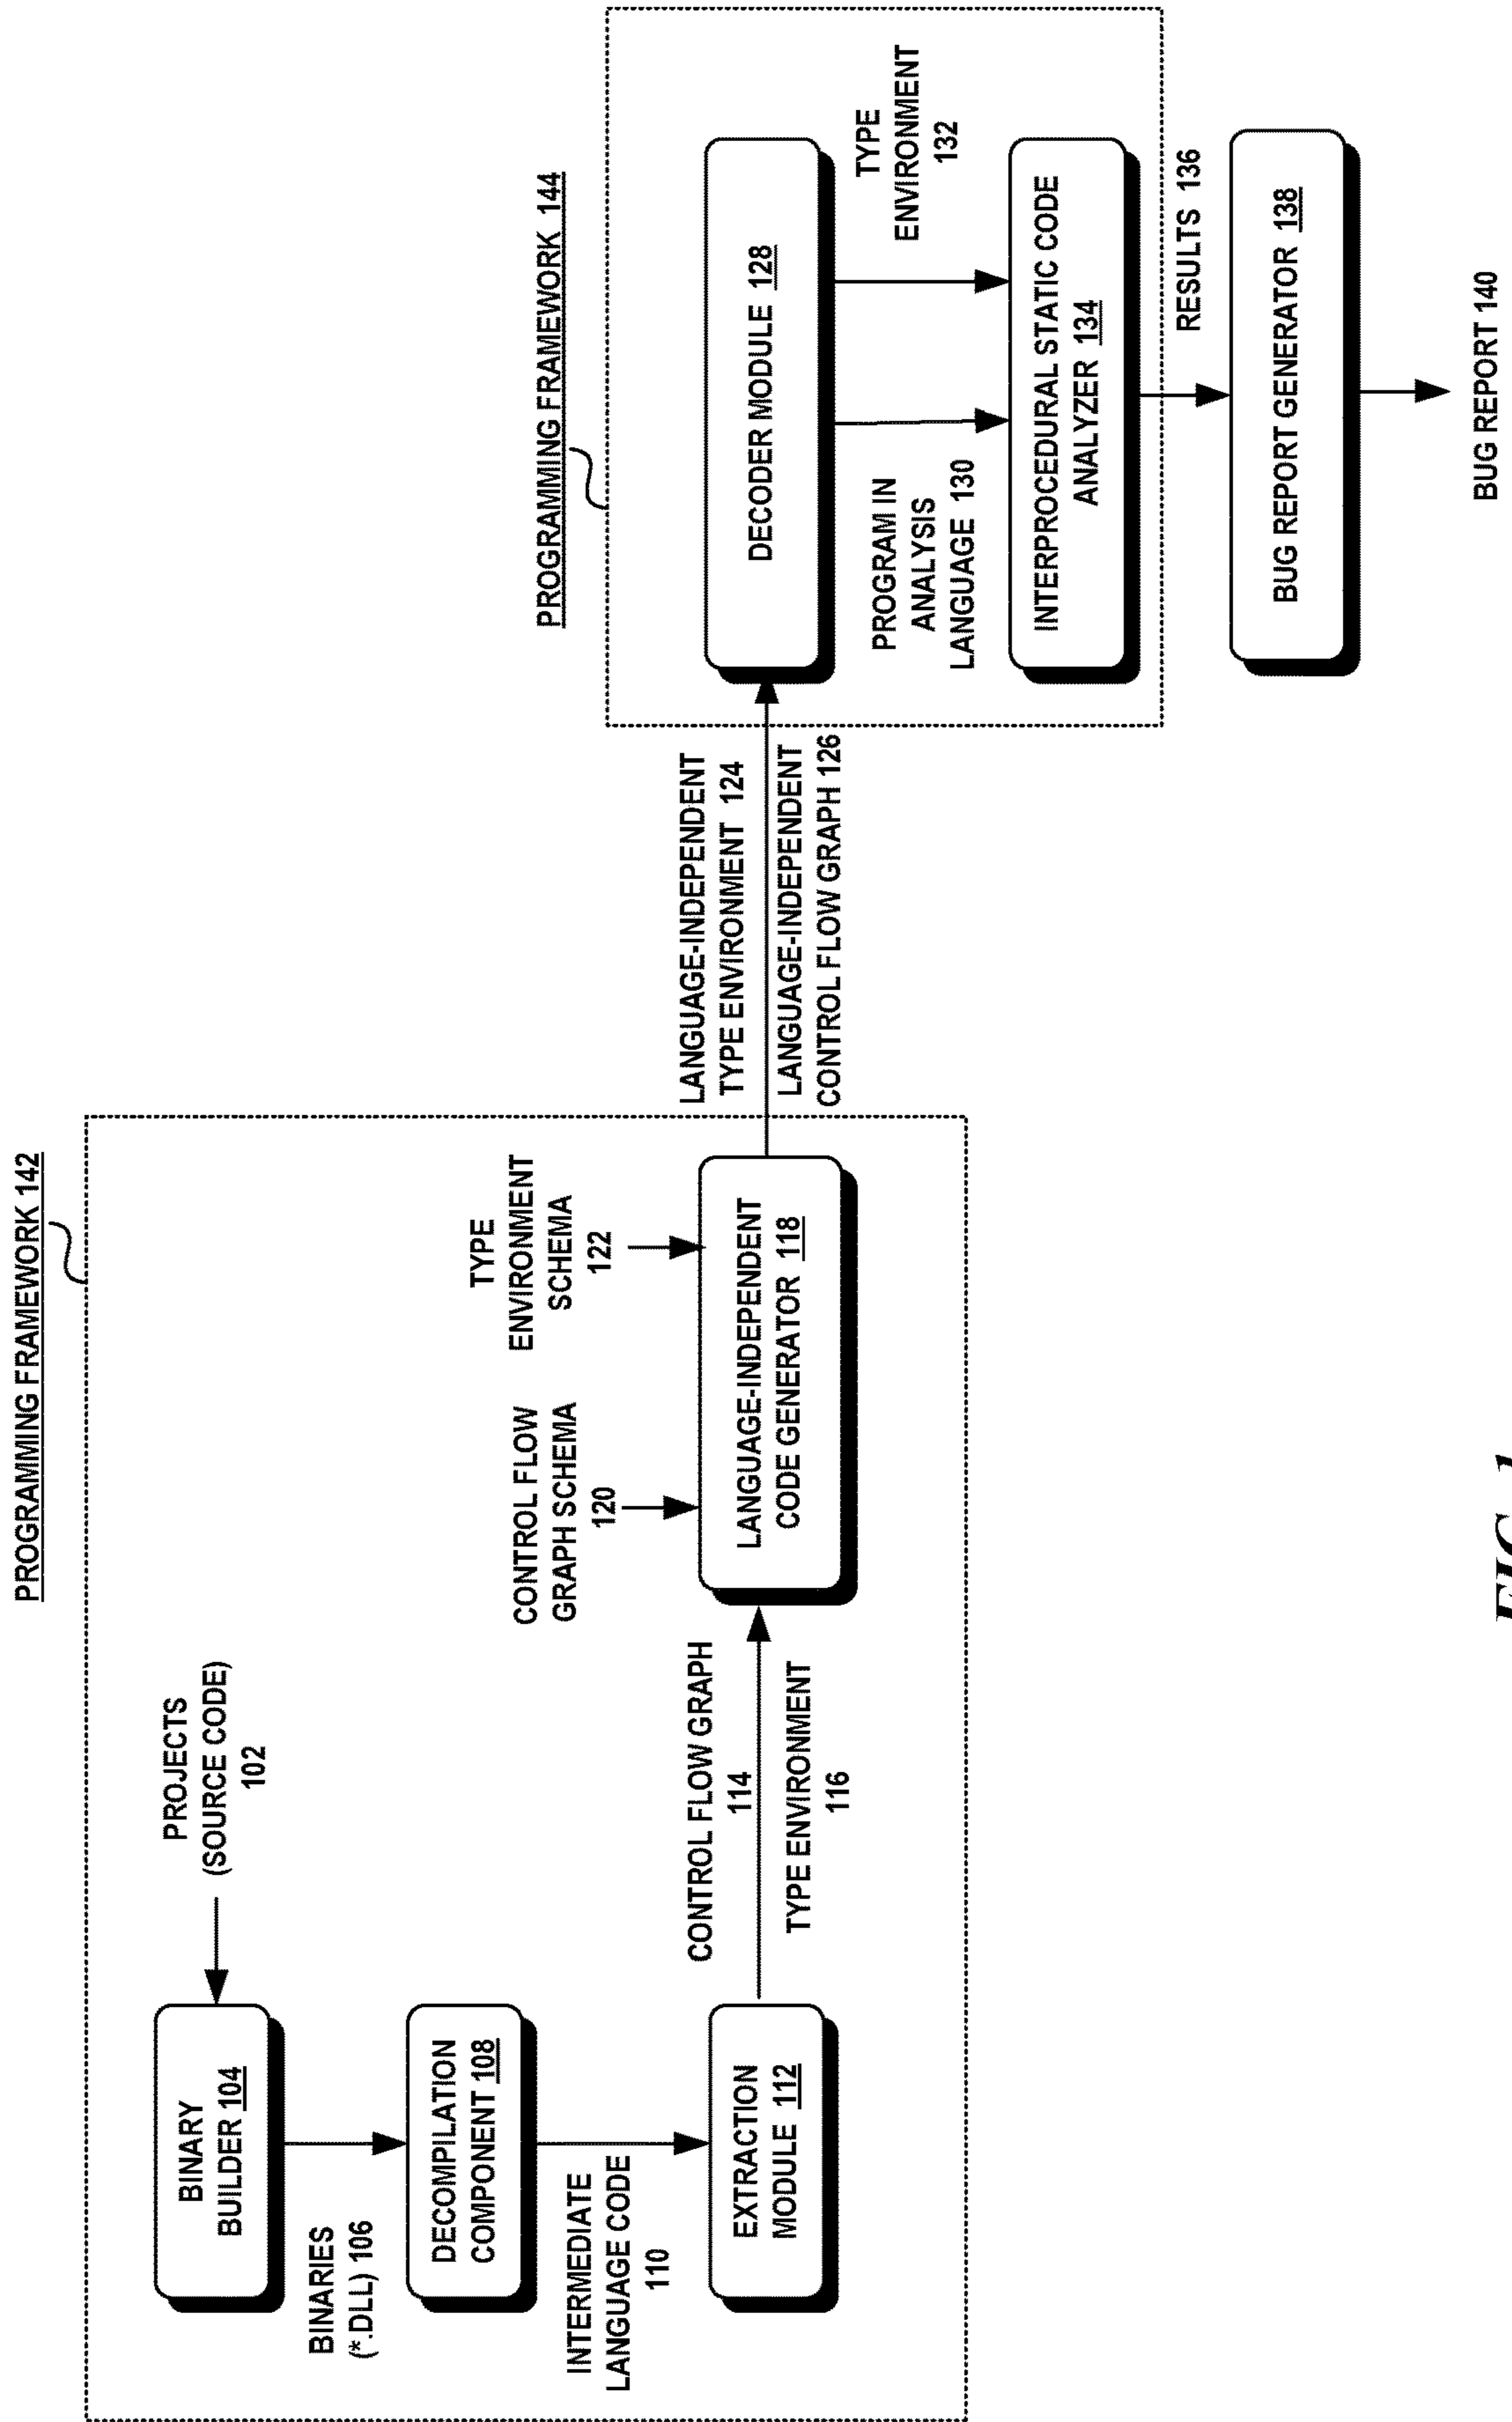 PROGRAMMING FRAMEWORK 142
PROJECTS
(SOURCE CODE)
102
BINARY
BUILDER 104
BINARIES
(*.DLL) 106
DECOMPILATION
COMPONENT 108
INTERMEDIATE
LANGUAGE CODE
110
EXTRACTION
MODULE 112
CONTROL FLOW GRAPH
114
TYPE ENVIRONMENT
116
CONTROL FLOW
GRAPH SCHEMA
120
TYPE
ENVIRONMENT
SCHEMA
122
LANGUAGE-INDEPENDENT
CODE GENERATOR 118
LANGUAGE-INDEPENDENT
TYPE ENVIRONMENT 124
LANGUAGE-INDEPENDENT
CONTROL FLOW GRAPH 126
PROGRAMMING FRAMEWORK 144
DECODER MODULE 128
PROGRAM IN
ANALYSIS
LANGUAGE 130
TYPE
ENVIRONMENT
132
INTERPROCEDURAL STATIC CODE
ANALYZER 134
RESULTS 136
BUG REPORT GENERATOR 138
BUG REPORT 140